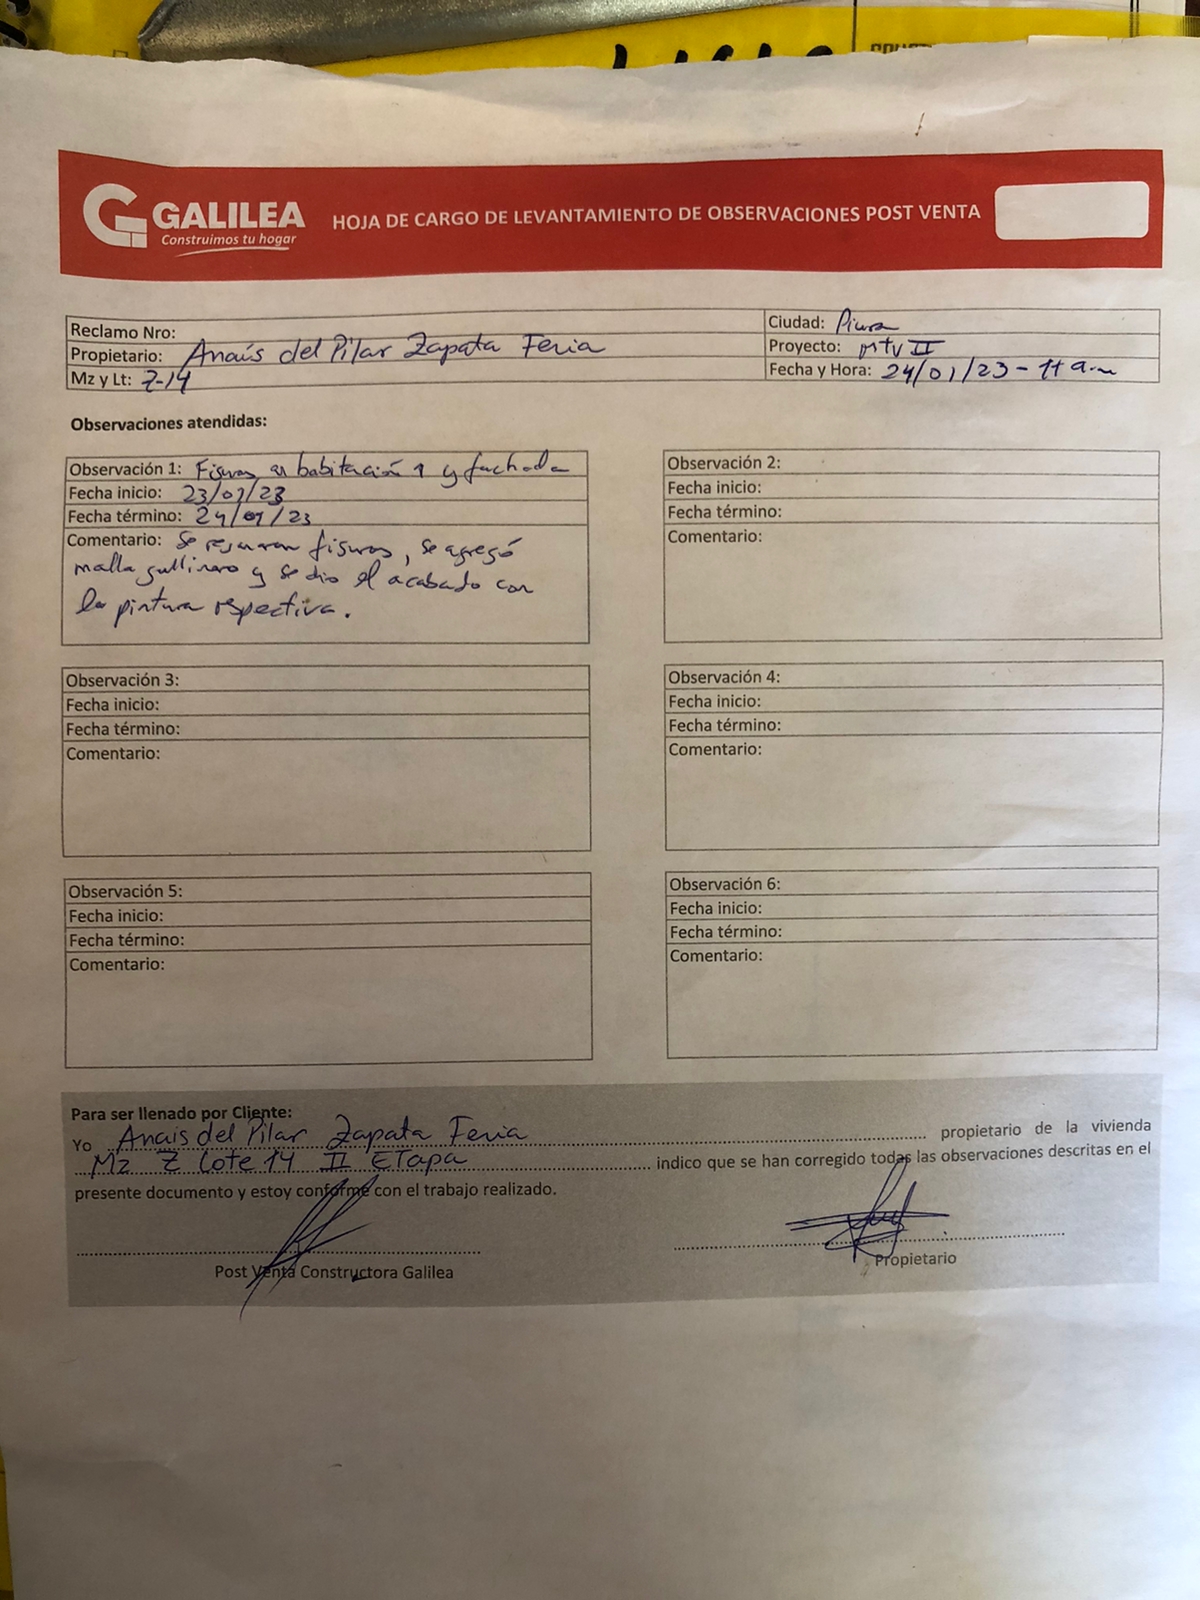 GALILEA
Construimos tu hogar
HOJA DE CARGO DE LEVANTAMIENTO DE OBSERVACIONES POST VENTA
Reclamo Nro:
Propietario: Anaís del Pilar Zapata Feria
Mz y Lt: Z-14
Ciudad: Piura
Proyecto: MTV II
Fecha y Hora: 24/01/23 - 11 a.m
Observaciones atendidas:
Observación 1: Fisuras en habitación 1 y fachada
Fecha inicio: 23/01/23
Fecha término: 24/01/23
Comentario: Se resanaron fisuras, se agregó
malla gallinero y se dio el acabado con
la pintura respectiva.
Observación 2:
Fecha inicio:
Fecha término:
Comentario:
Observación 3:
Fecha inicio:
Fecha término:
Comentario:
Observación 4:
Fecha inicio:
Fecha término:
Comentario:
Observación 5:
Fecha inicio:
Fecha término:
Comentario:
Observación 6:
Fecha inicio:
Fecha término:
Comentario:
Para ser llenado por Cliente:
Yo Anais del Pilar Zapata Feria propietario de la vivienda
Mz Z Lote 14 II ETapa indico que se han corregido todas las observaciones descritas en el
presente documento y estoy conforme con el trabajo realizado.
Post Venta Constructora Galilea
Propietario